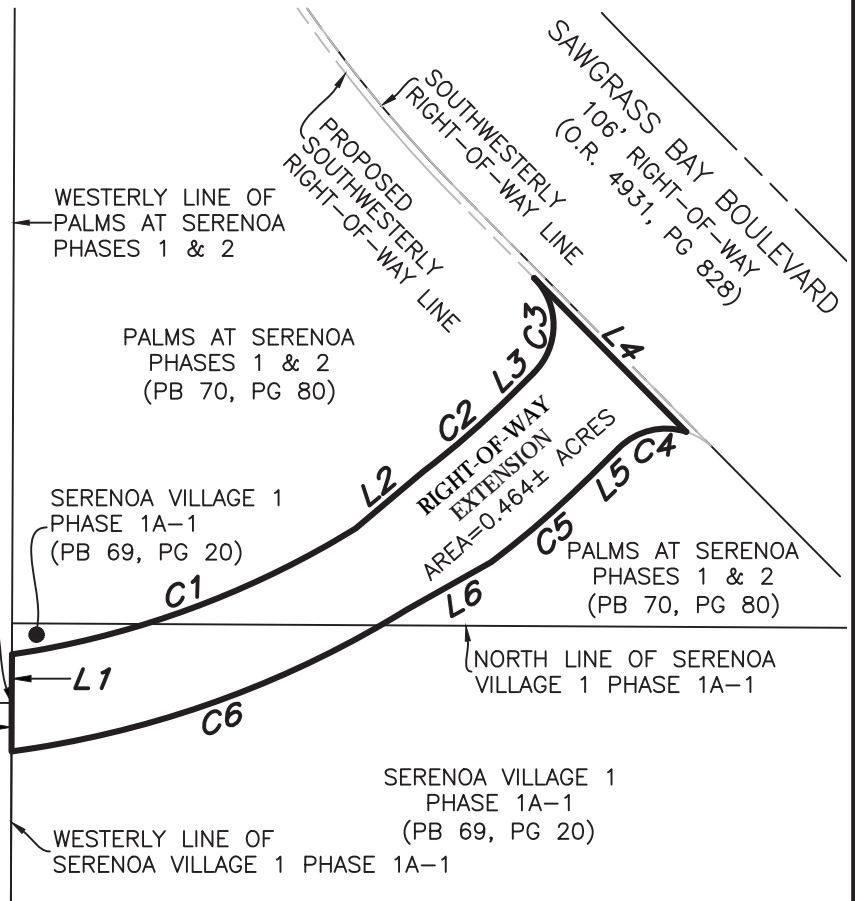 SAWGRASS BAY BOULEVARD
106' RIGHT-OF-WAY
(O.R. 4931, PG 828)
SOUTHWESTERLY
RIGHT-OF-WAY LINE
PROPOSED
SOUTHWESTERLY
RIGHT-OF-WAY LINE
WESTERLY LINE OF
PALMS AT SERENOA
PHASES 1 & 2
PALMS AT SERENOA
PHASES 1 & 2
(PB 70, PG 80)
C3
L4
L3
C2
RIGHT-OF-WAY
EXTENSION
AREA=0.464± ACRES
C4
L2
L5
SERENOA VILLAGE 1
PHASE 1A-1
(PB 69, PG 20)
C5
PALMS AT SERENOA
PHASES 1 & 2
(PB 70, PG 80)
C1
L6
L1
NORTH LINE OF SERENOA
VILLAGE 1 PHASE 1A-1
C6
SERENOA VILLAGE 1
PHASE 1A-1
(PB 69, PG 20)
WESTERLY LINE OF
SERENOA VILLAGE 1 PHASE 1A-1